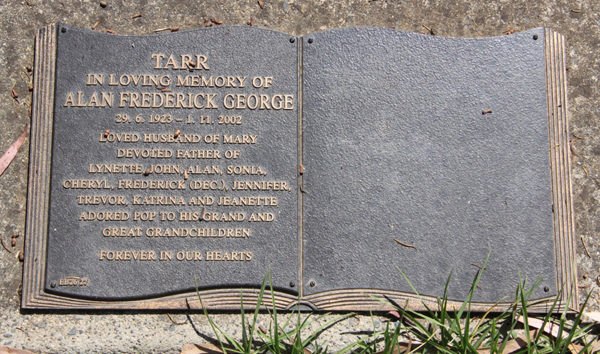 TARR
IN LOVING MEMORY OF
ALAN FREDERICK GEORGE
29. 6. 1923 - 1. 11. 2002
LOVED HUSBAND OF MARY
DEVOTED FATHER OF
LYNETTE, JOHN, ALAN, SONIA,
CHERYL, FREDERICK (DEC.), JENNIFER,
TREVOR, KATRINA AND JEANETTE
ADORED POP TO HIS GRAND AND
GREAT GRANDCHILDREN
FOREVER IN OUR HEARTS